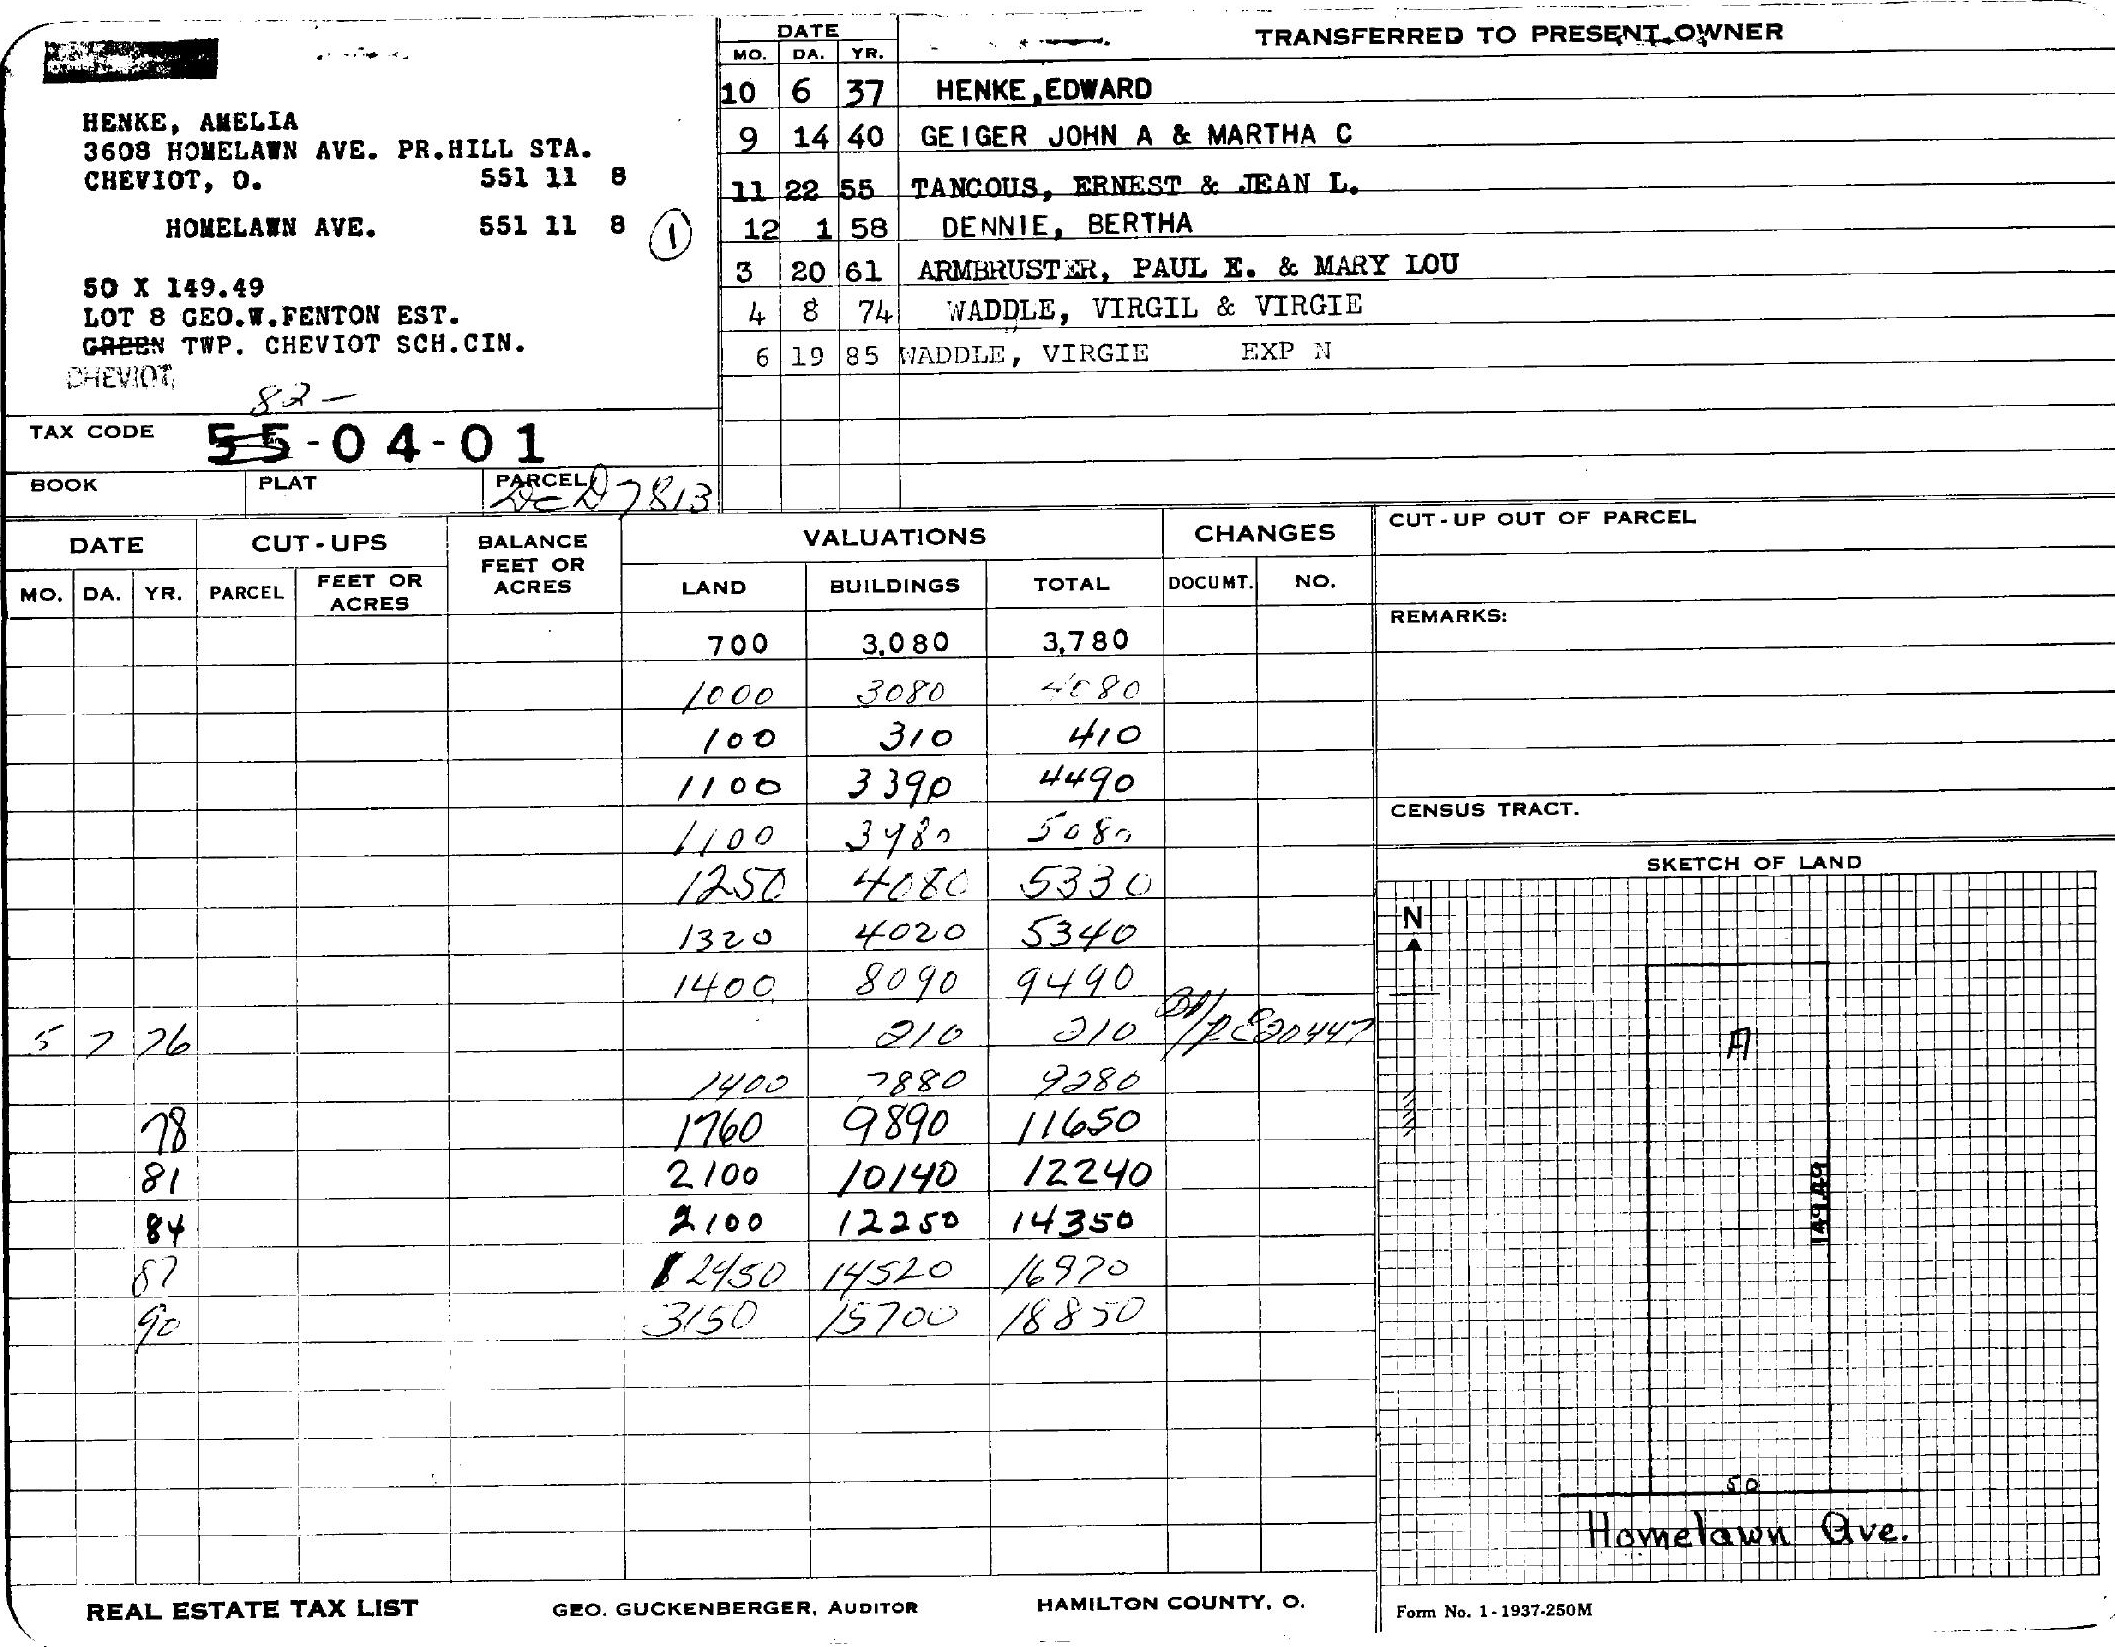 HENKE, AMELIA
3608 HOMELAWN AVE. PR.HILL STA.
CHEVIOT, O. 551 11 8
HOMELAWN AVE. 551 11 8 1
50 X 149.49
LOT 8 GEO.W.FENTON EST.
GREEN TWP. CHEVIOT SCH.CIN.
CHEVIOT
82-
TAX CODE 55-04-01
BOOK PLAT PARCEL
7813
DATE TRANSFERRED TO PRESENT OWNER
MO. DA. YR.
10 6 37 HENKE,EDWARD
9 14 40 GEIGER JOHN A & MARTHA C
11 22 55 TANCOUS, ERNEST & JEAN L.
12 1 58 DENNIE, BERTHA
3 20 61 ARMBRUSTER, PAUL E. & MARY LOU
4 8 74 WADDLE, VIRGIL & VIRGIE
6 19 85 WADDLE, VIRGIE EXP N
DATE CUT-UPS BALANCE FEET OR ACRES VALUATIONS CHANGES
MO. DA. YR. PARCEL FEET OR ACRES LAND BUILDINGS TOTAL DOCUMT. NO.
700 3,080 3,780
1000 3080 4080
100 310 410
1100 3390 4490
1100 3980 5080
1250 4080 5330
1320 4020 5340
1400 8090 9490
5 7 76 210 210 20447
1400 7880 9280
78 1760 9890 11650
81 2100 10140 12240
84 2100 12250 14350
87 2450 14520 16970
90 3150 15700 18850
CUT-UP OUT OF PARCEL
REMARKS:
CENSUS TRACT.
SKETCH OF LAND
N
A
149.49
50
Homelawn Ave.
REAL ESTATE TAX LIST GEO. GUCKENBERGER, AUDITOR HAMILTON COUNTY, O. Form No. 1-1937-250M